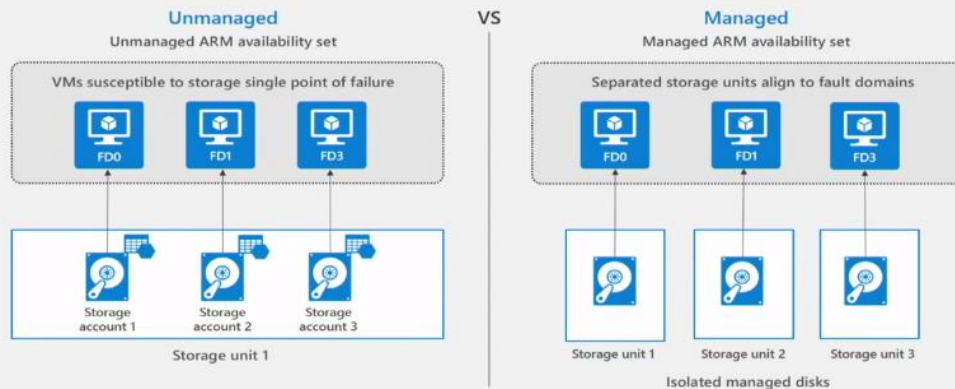 Unmanaged
VS
Managed
Unmanaged ARM availability set
Managed ARM availability set
VMs susceptible to storage single point of failure
Separated storage units align to fault domains
FD0
FD1
FD3
FD0
FD1
FD3
Storage
account 1
Storage
account 2
Storage
account 3
Storage unit 1
Storage unit 1
Storage unit 2
Storage unit 3
Isolated managed disks